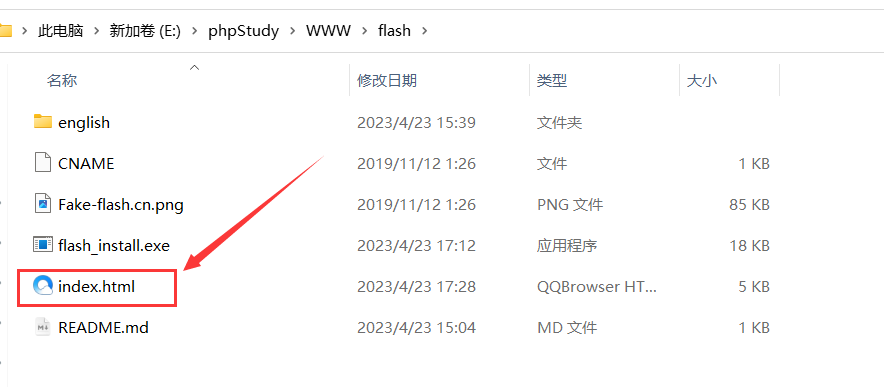 此电脑 > 新加卷 (E:) > phpStudy > WWW > flash >
名称 修改日期 类型 大小
english 2023/4/23 15:39 文件夹
CNAME 2019/11/12 1:26 文件 1 KB
Fake-flash.cn.png 2019/11/12 1:26 PNG 文件 85 KB
flash_install.exe 2023/4/23 17:12 应用程序 18 KB
index.html 2023/4/23 17:28 QQBrowser HT... 5 KB
README.md 2023/4/23 15:04 MD 文件 1 KB